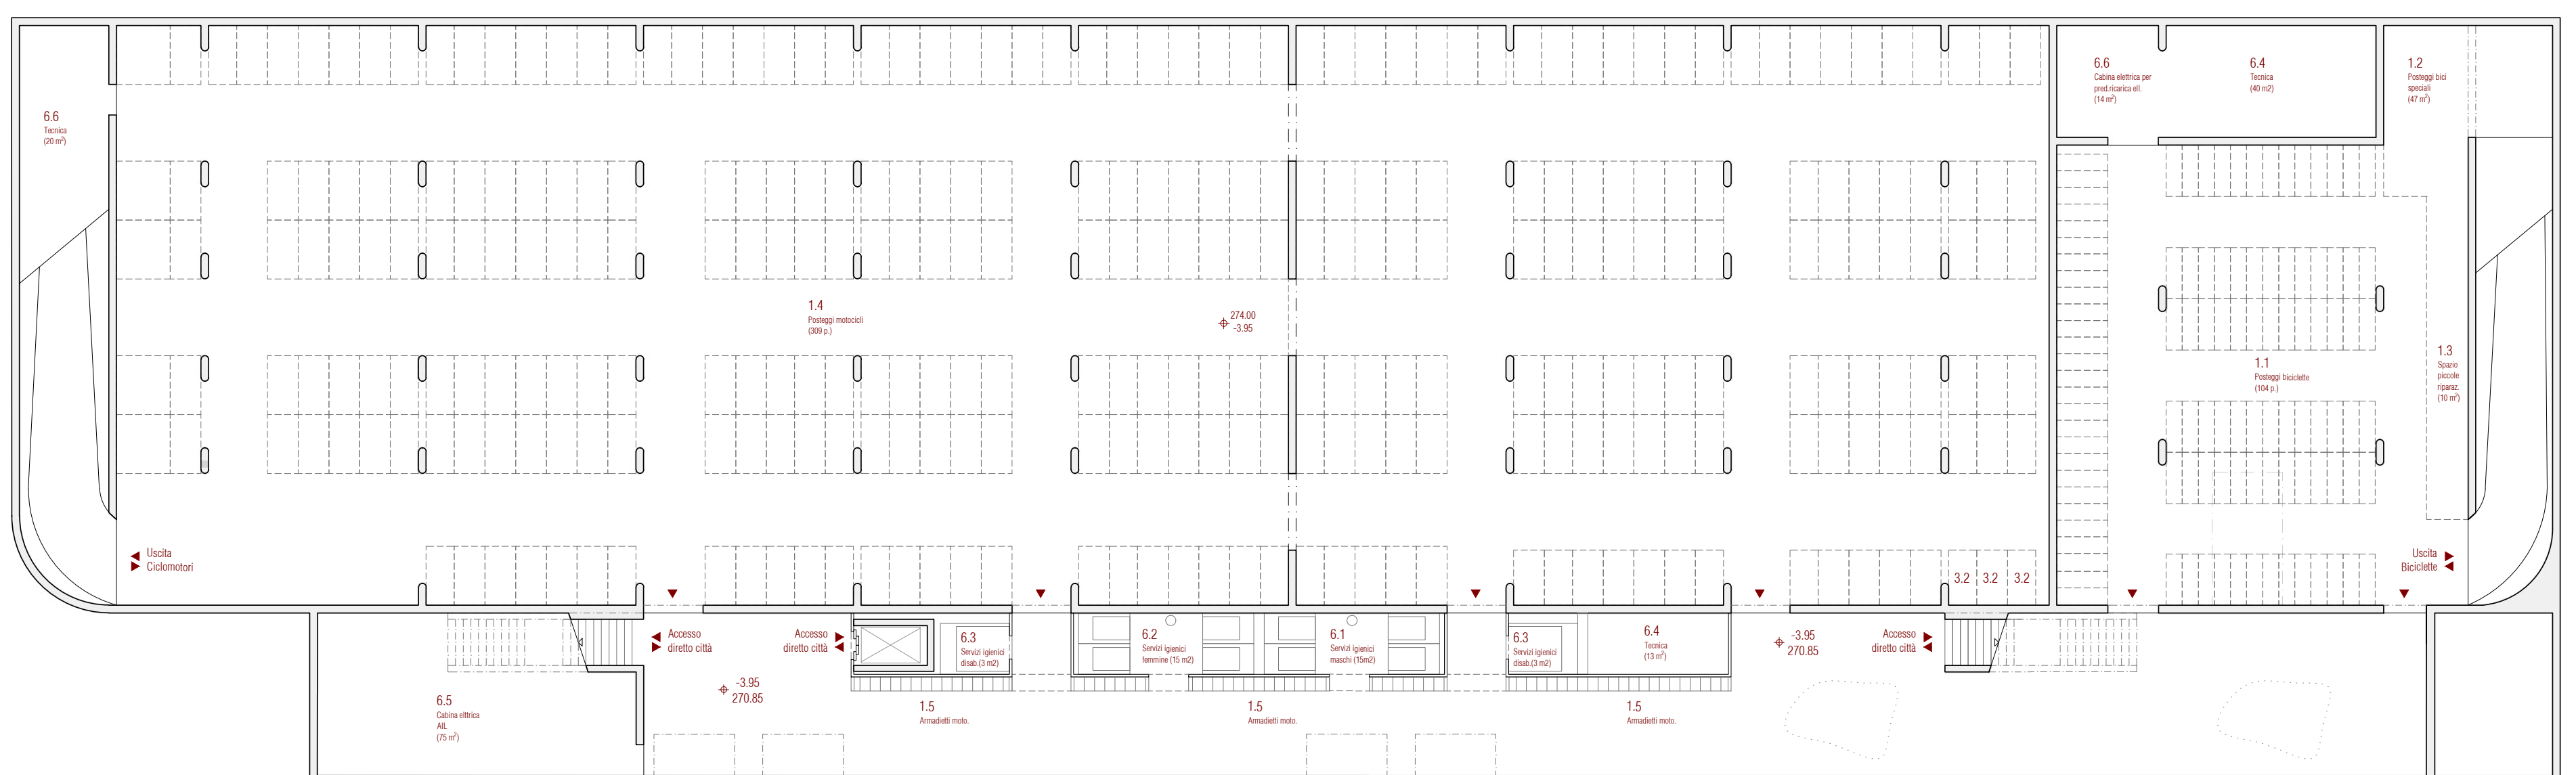 6.6
Cabina elettrica per
pred.ricarica ell.
(14 m²)
6.4
Tecnica
(40 m2)
1.2
Posteggi bici
speciali
(47 m²)
6.6
Tecnica
(20 m²)
1.4
Posteggi motocicli
(309 p.)
274.00
-3.95
1.3
Spazio
piccole
riparaz.
(10 m²)
1.1
Posteggi biciclette
(104 p.)
Uscita
Ciclomotori
Uscita
Biciclette
3.2 3.2 3.2
Accesso
diretto città
Accesso
diretto città
6.3
Servizi igienici
disab.(3 m2)
6.2
Servizi igienici
femmine (15 m2)
6.1
Servizi igienici
maschi (15m2)
6.3
Servizi igienici
disab.(3 m2)
6.4
Tecnica
(13 m²)
-3.95
270.85
Accesso
diretto città
-3.95
270.85
6.5
Cabina elttrica
AIL
(75 m²)
1.5
Armadietti moto.
1.5
Armadietti moto.
1.5
Armadietti moto.